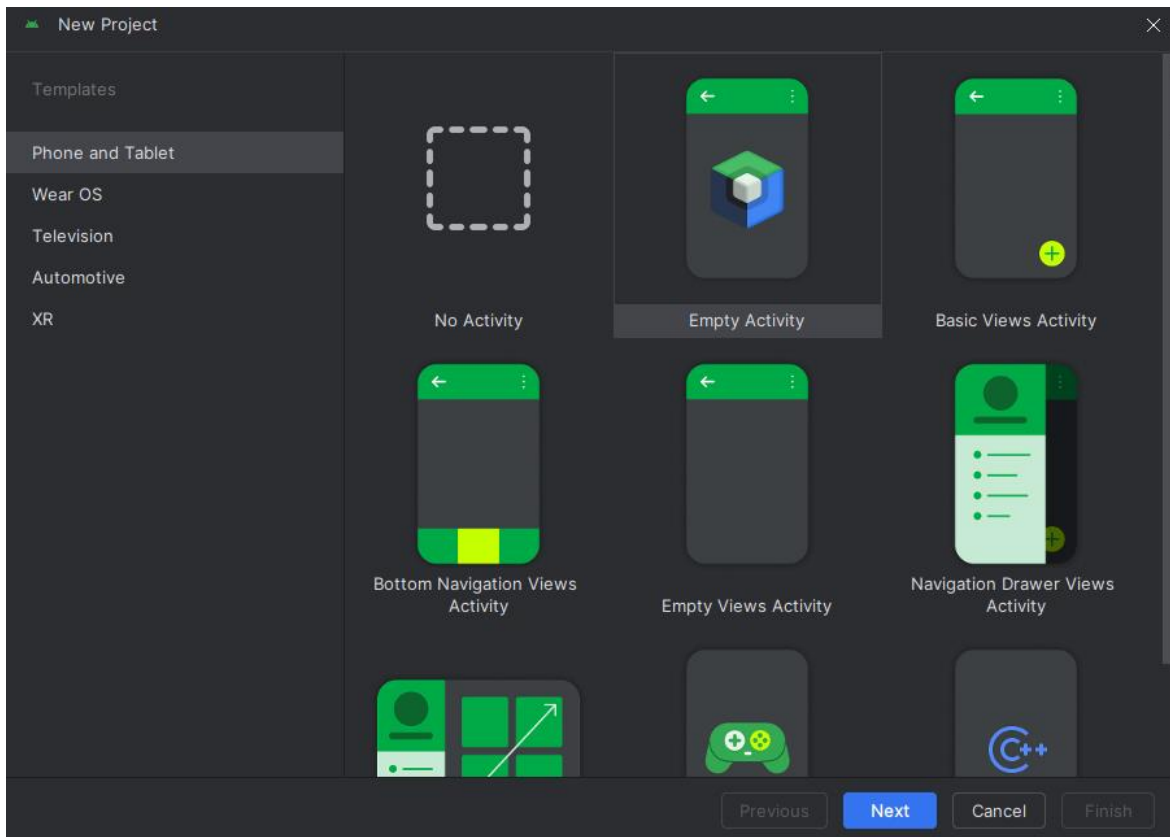 New Project
Templates
Phone and Tablet
Wear OS
Television
Automotive
XR
No Activity
Empty Activity
Basic Views Activity
Bottom Navigation Views
Activity
Empty Views Activity
Navigation Drawer Views
Activity
C++
Previous
Next
Cancel
Finish